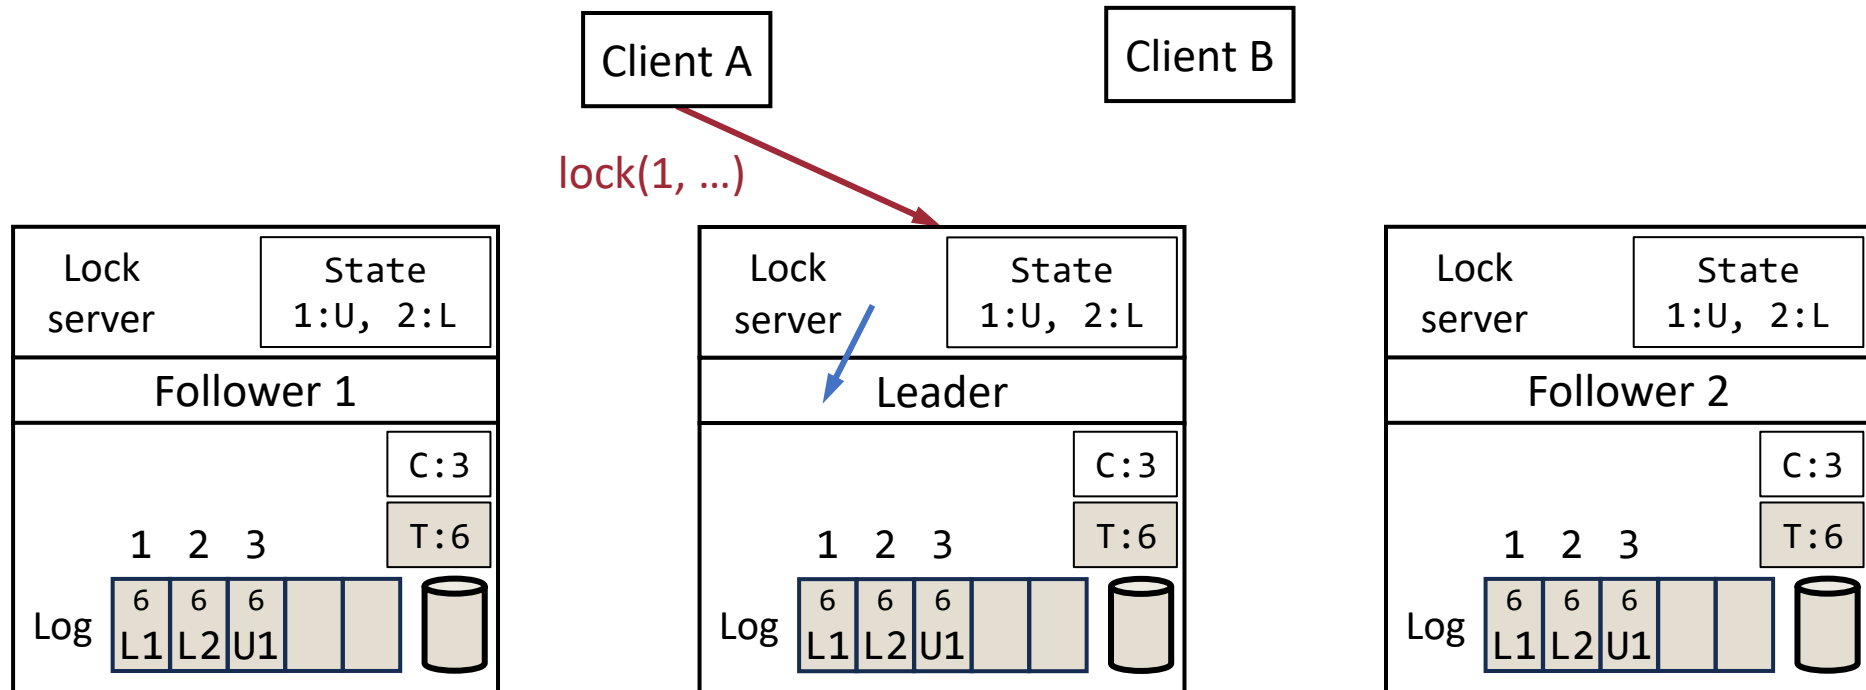 Client A
Client B
lock(1, …)
Lock
server
State
1:U, 2:L
Follower 1
C:3
T:6
1 2 3
Log
6 6 6
L1 L2 U1
Lock
server
State
1:U, 2:L
Leader
C:3
T:6
1 2 3
Log
6 6 6
L1 L2 U1
Lock
server
State
1:U, 2:L
Follower 2
C:3
T:6
1 2 3
Log
6 6 6
L1 L2 U1